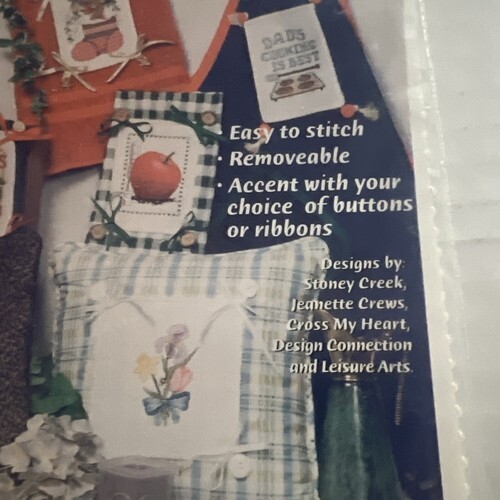 DAD'S
COOKING
IS BEST
• Easy to stitch
• Removeable
• Accent with your
choice of buttons
or ribbons
Designs by:
Stoney Creek,
Jeanette Crews,
Cross My Heart,
Design Connection
and Leisure Arts.